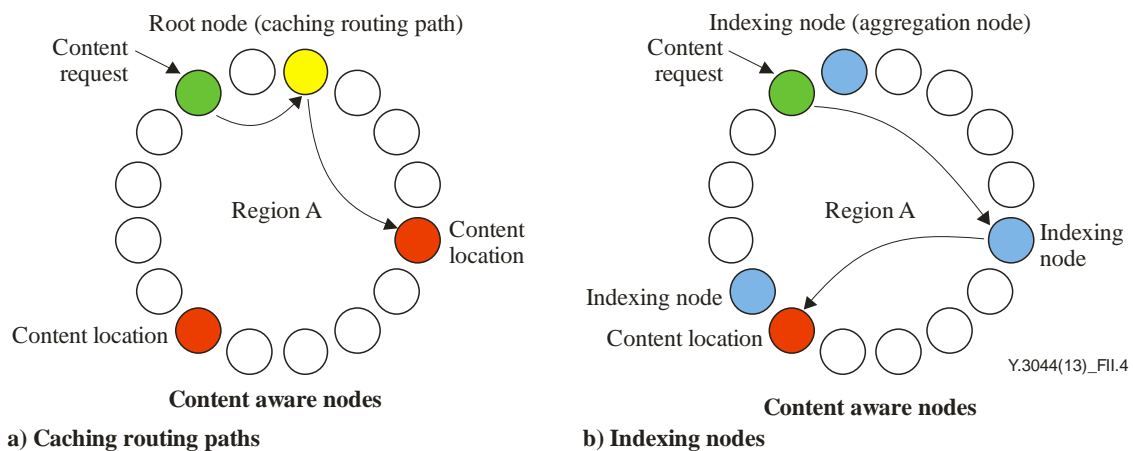 Root node (caching routing path)
Content
request
Region A
Content
location
Content location
Content aware nodes
a) Caching routing paths
Indexing node (aggregation node)
Content
request
Region A
Indexing
node
Indexing node
Content location
Y.3044(13)_FII.4
Content aware nodes
b) Indexing nodes